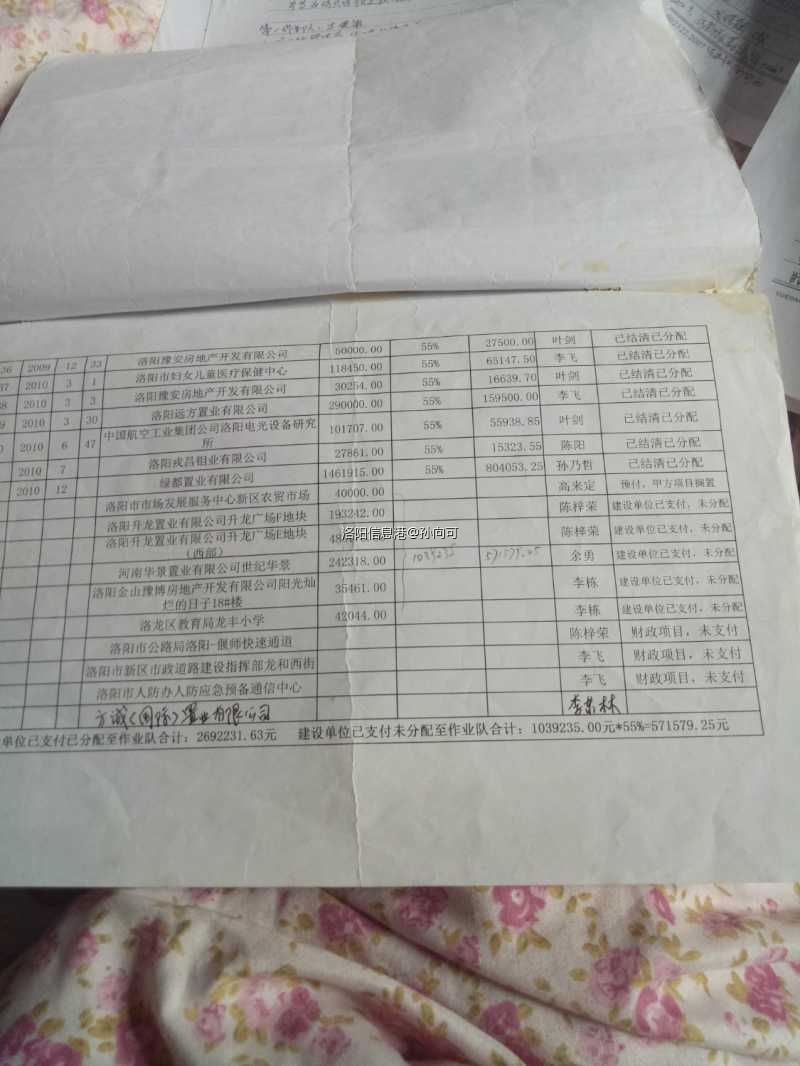 36 2009 12 33 洛阳豫安房地产开发有限公司 50000.00 55% 27500.00 叶剑 已结清已分配
37 2010 3 1 洛阳市妇女儿童医疗保健中心 118450.00 55% 65147.50 李飞 已结清已分配
38 2010 3 3 洛阳豫安房地产开发有限公司 30254.00 55% 16639.70 叶剑 已结清已分配
39 2010 3 30 洛阳远方置业有限公司 290000.00 55% 159500.00 李飞 已结清已分配
0 2010 6 47 中国航空工业集团公司洛阳电光设备研究所 101707.00 55% 55938.85 叶剑 已结清已分配
2010 7 洛阳戎昌相业有限公司 27861.00 55% 15323.55 陈阳 已结清已分配
2010 12 绿都置业有限公司 1461915.00 55% 804053.25 孙乃哲 已结清已分配
洛阳市市场发展服务中心新区农贸市场 40000.00 高来定 预付，甲方项目搁置
洛阳升龙置业有限公司升龙广场F地块 193242.00 陈梓荣 建设单位已支付，未分配
洛阳升龙置业有限公司升龙广场E地块（西部） 陈梓荣 建设单位已支付，未分配
洛阳信息港@孙向可
河南华景置业有限公司世纪华景 242318.00 1039235 571579.25 余勇 建设单位已支付，未分配
洛阳金山豫博房地产开发有限公司阳光灿烂的日子18#楼 35461.00 李栋 建设单位已支付，未分配
洛龙区教育局龙丰小学 42044.00 李栋 建设单位已支付，未分配
洛阳市公路局洛阳-偃师快速通道 陈梓荣 财政项目，未支付
洛阳市新区市政道路建设指挥部龙和西街 李飞 财政项目，未支付
洛阳市人防办人防应急预备通信中心 李飞 财政项目，未支付
置业有限公司
单位已支付已分配至作业队合计：2692231.63元 建设单位已支付未分配至作业队合计：1039235.00元*55%=571579.25元